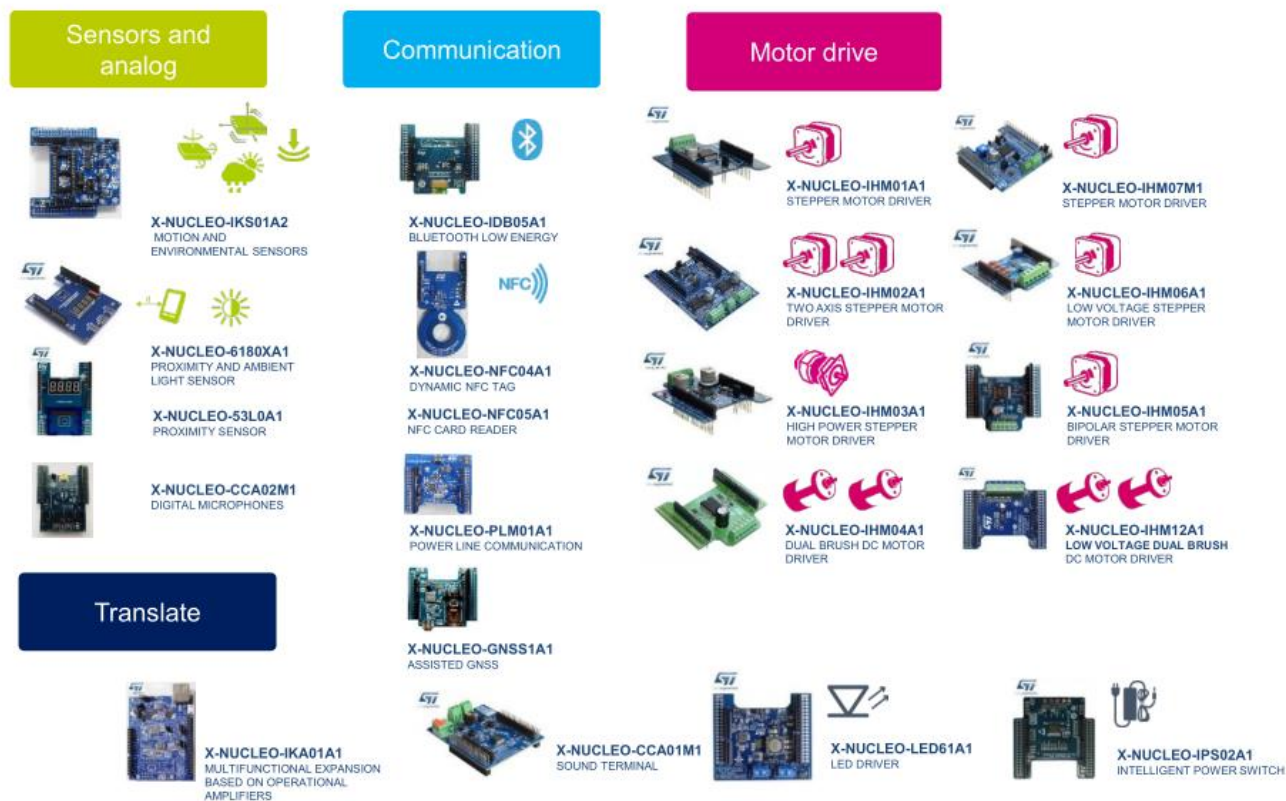 Sensors and
analog
X-NUCLEO-IKS01A2
MOTION AND
ENVIRONMENTAL SENSORS
X-NUCLEO-6180XA1
PROXIMITY AND AMBIENT
LIGHT SENSOR
X-NUCLEO-53L0A1
PROXIMITY SENSOR
X-NUCLEO-CCA02M1
DIGITAL MICROPHONES
Communication
X-NUCLEO-IDB05A1
BLUETOOTH LOW ENERGY
NFC
X-NUCLEO-NFC04A1
DYNAMIC NFC TAG
X-NUCLEO-NFC05A1
NFC CARD READER
X-NUCLEO-PLM01A1
POWER LINE COMMUNICATION
X-NUCLEO-GNSS1A1
ASSISTED GNSS
Motor drive
X-NUCLEO-IHM01A1
STEPPER MOTOR DRIVER
X-NUCLEO-IHM07M1
STEPPER MOTOR DRIVER
X-NUCLEO-IHM02A1
TWO AXIS STEPPER MOTOR
DRIVER
X-NUCLEO-IHM06A1
LOW VOLTAGE STEPPER
MOTOR DRIVER
X-NUCLEO-IHM03A1
HIGH POWER STEPPER
MOTOR DRIVER
X-NUCLEO-IHM05A1
BIPOLAR STEPPER MOTOR
DRIVER
X-NUCLEO-IHM04A1
DUAL BRUSH DC MOTOR
DRIVER
X-NUCLEO-IHM12A1
LOW VOLTAGE DUAL BRUSH
DC MOTOR DRIVER
Translate
X-NUCLEO-IKA01A1
MULTIFUNCTIONAL EXPANSION
BASED ON OPERATIONAL
AMPLIFIERS
X-NUCLEO-CCA01M1
SOUND TERMINAL
X-NUCLEO-LED61A1
LED DRIVER
X-NUCLEO-IPS02A1
INTELLIGENT POWER SWITCH